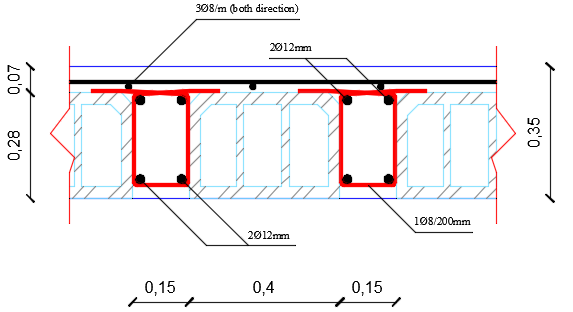 3Ø8/m (both direction)
2Ø12mm
0,07
0,28
0,35
1Ø8/200mm
2Ø12mm
0,15
0,4
0,15